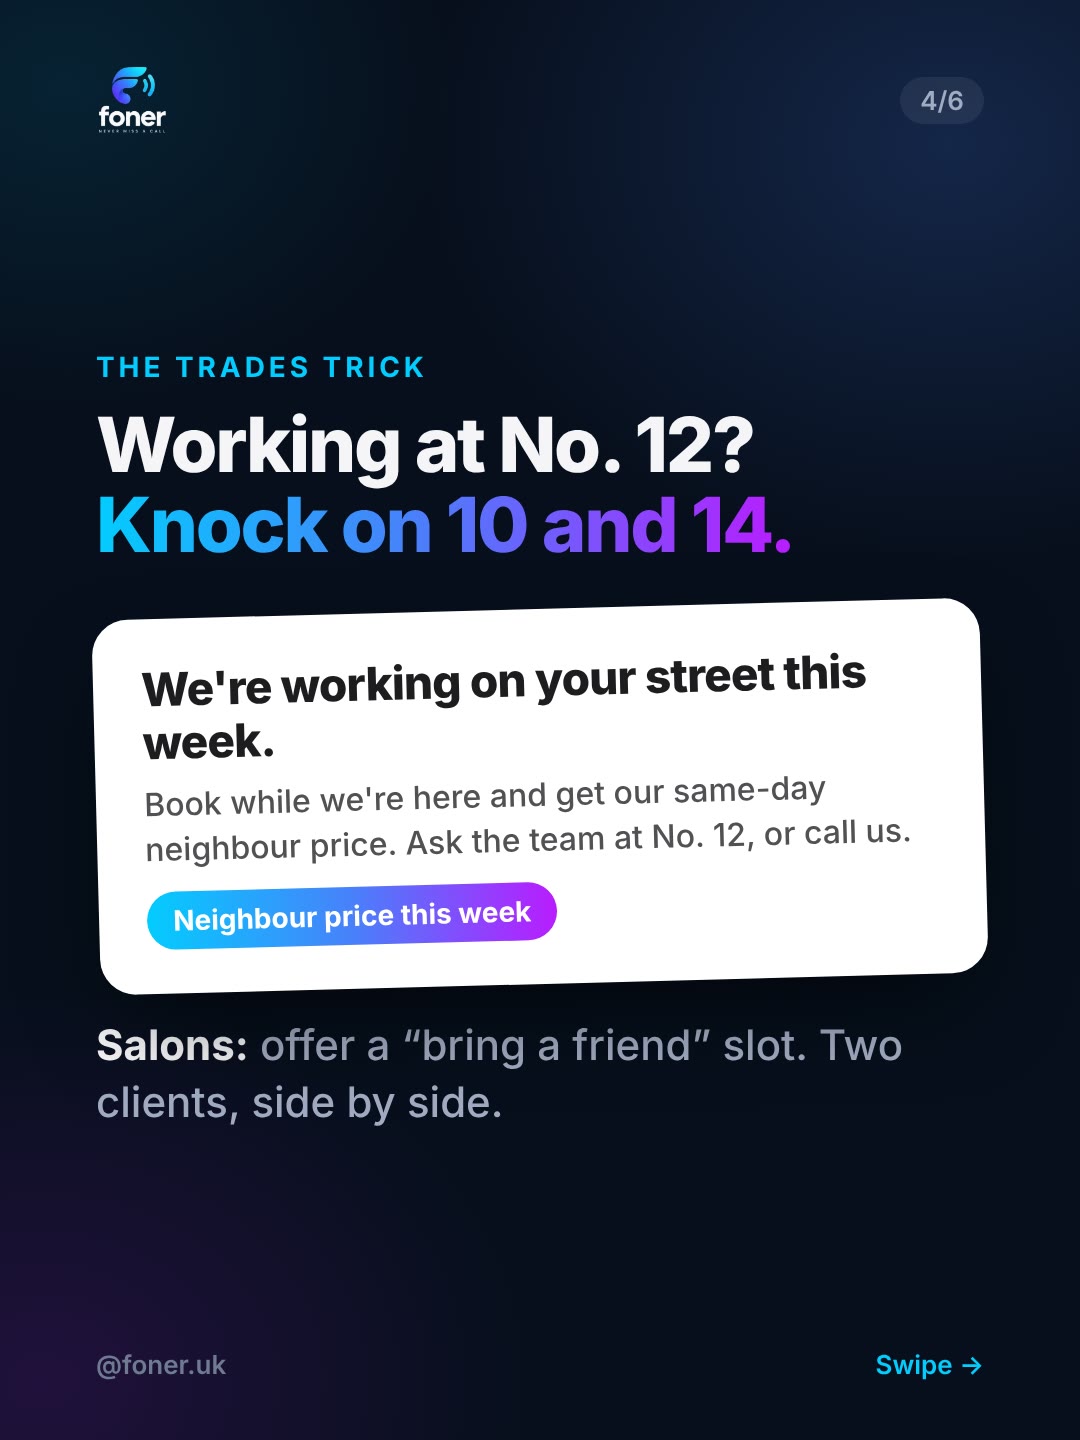 foner
NEVER MISS A CALL
4/6
THE TRADES TRICK
Working at No. 12?
Knock on 10 and 14.
We're working on your street this
week.
Book while we're here and get our same-day
neighbour price. Ask the team at No. 12, or call us.
Neighbour price this week
Salons: offer a “bring a friend” slot. Two
clients, side by side.
@foner.uk
Swipe →